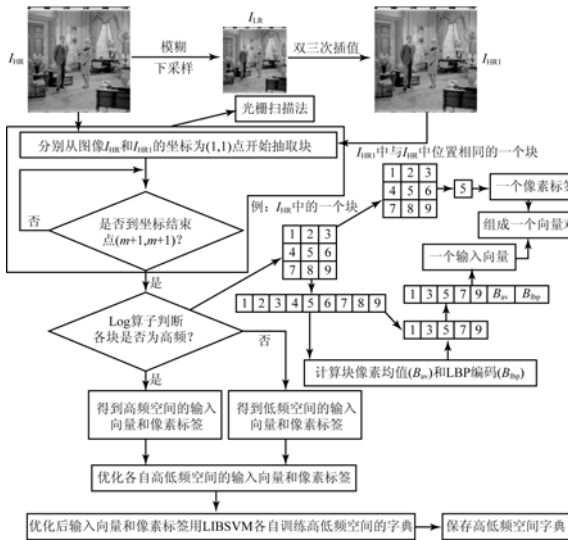 I_HR
模糊
下采样
I_LR
双三次插值
I_HR1
光栅扫描法
分别从图像I_HR和I_HR1的坐标为(1,1)点开始抽取块
I_HR1中与I_HR中位置相同的一个块
否
是否到坐标结束
点(m+1,m+1)?
例：I_HR中的一个块
1 2 3
4 5 6
7 8 9
5
一个像素标签
组成一个向量对
1 2 3
4 5 6
7 8 9
一个输入向量
是
1 2 3 4 5 6 7 8 9
1 3 5 7 9 B_av B_lbp
1 3 5 7 9
Log算子判断
各块是否为高频?
否
计算块像素均值(B_av)和LBP编码(B_lbp)
是
得到高频空间的输入
向量和像素标签
得到低频空间的输入
向量和像素标签
优化各自高低频空间的输入向量和像素标签
优化后输入向量和像素标签用LIBSVM各自训练高低频空间的字典
保存高低频空间字典